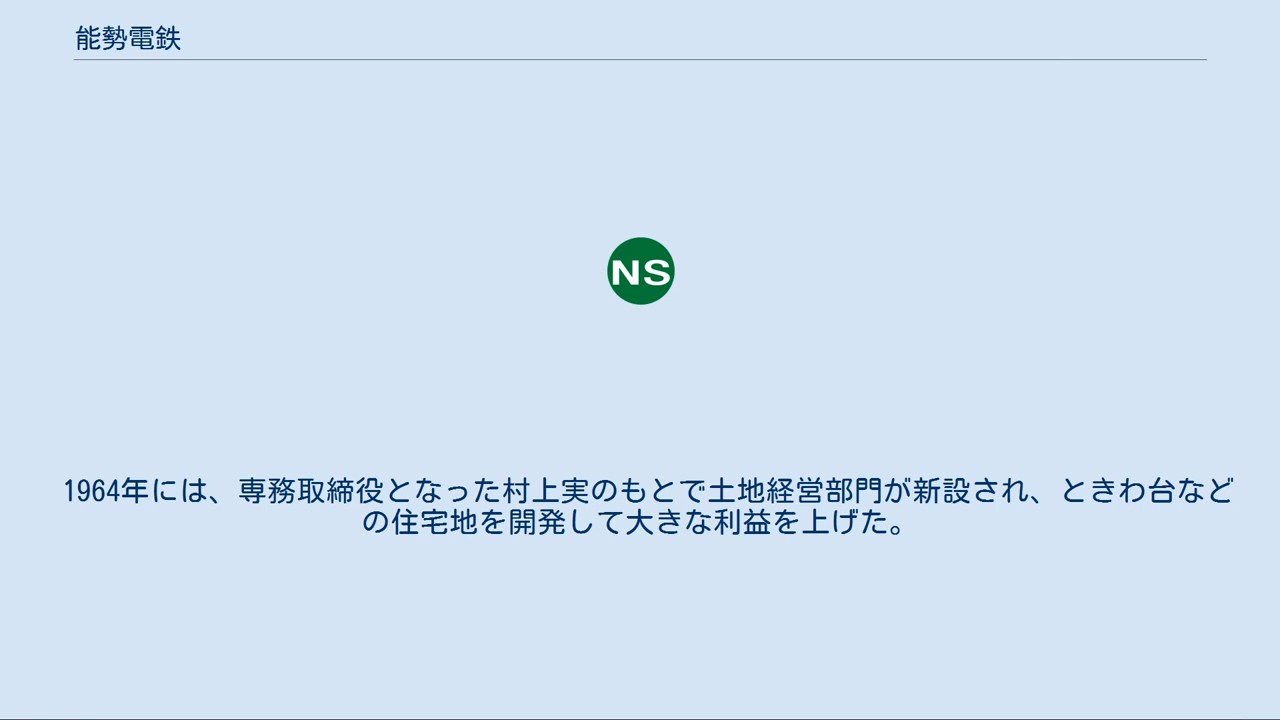 能勢電鉄
NS
1964年には、専務取締役となった村上実のもとで土地経営部門が新設され、ときわ台など
の住宅地を開発して大きな利益を上げた。